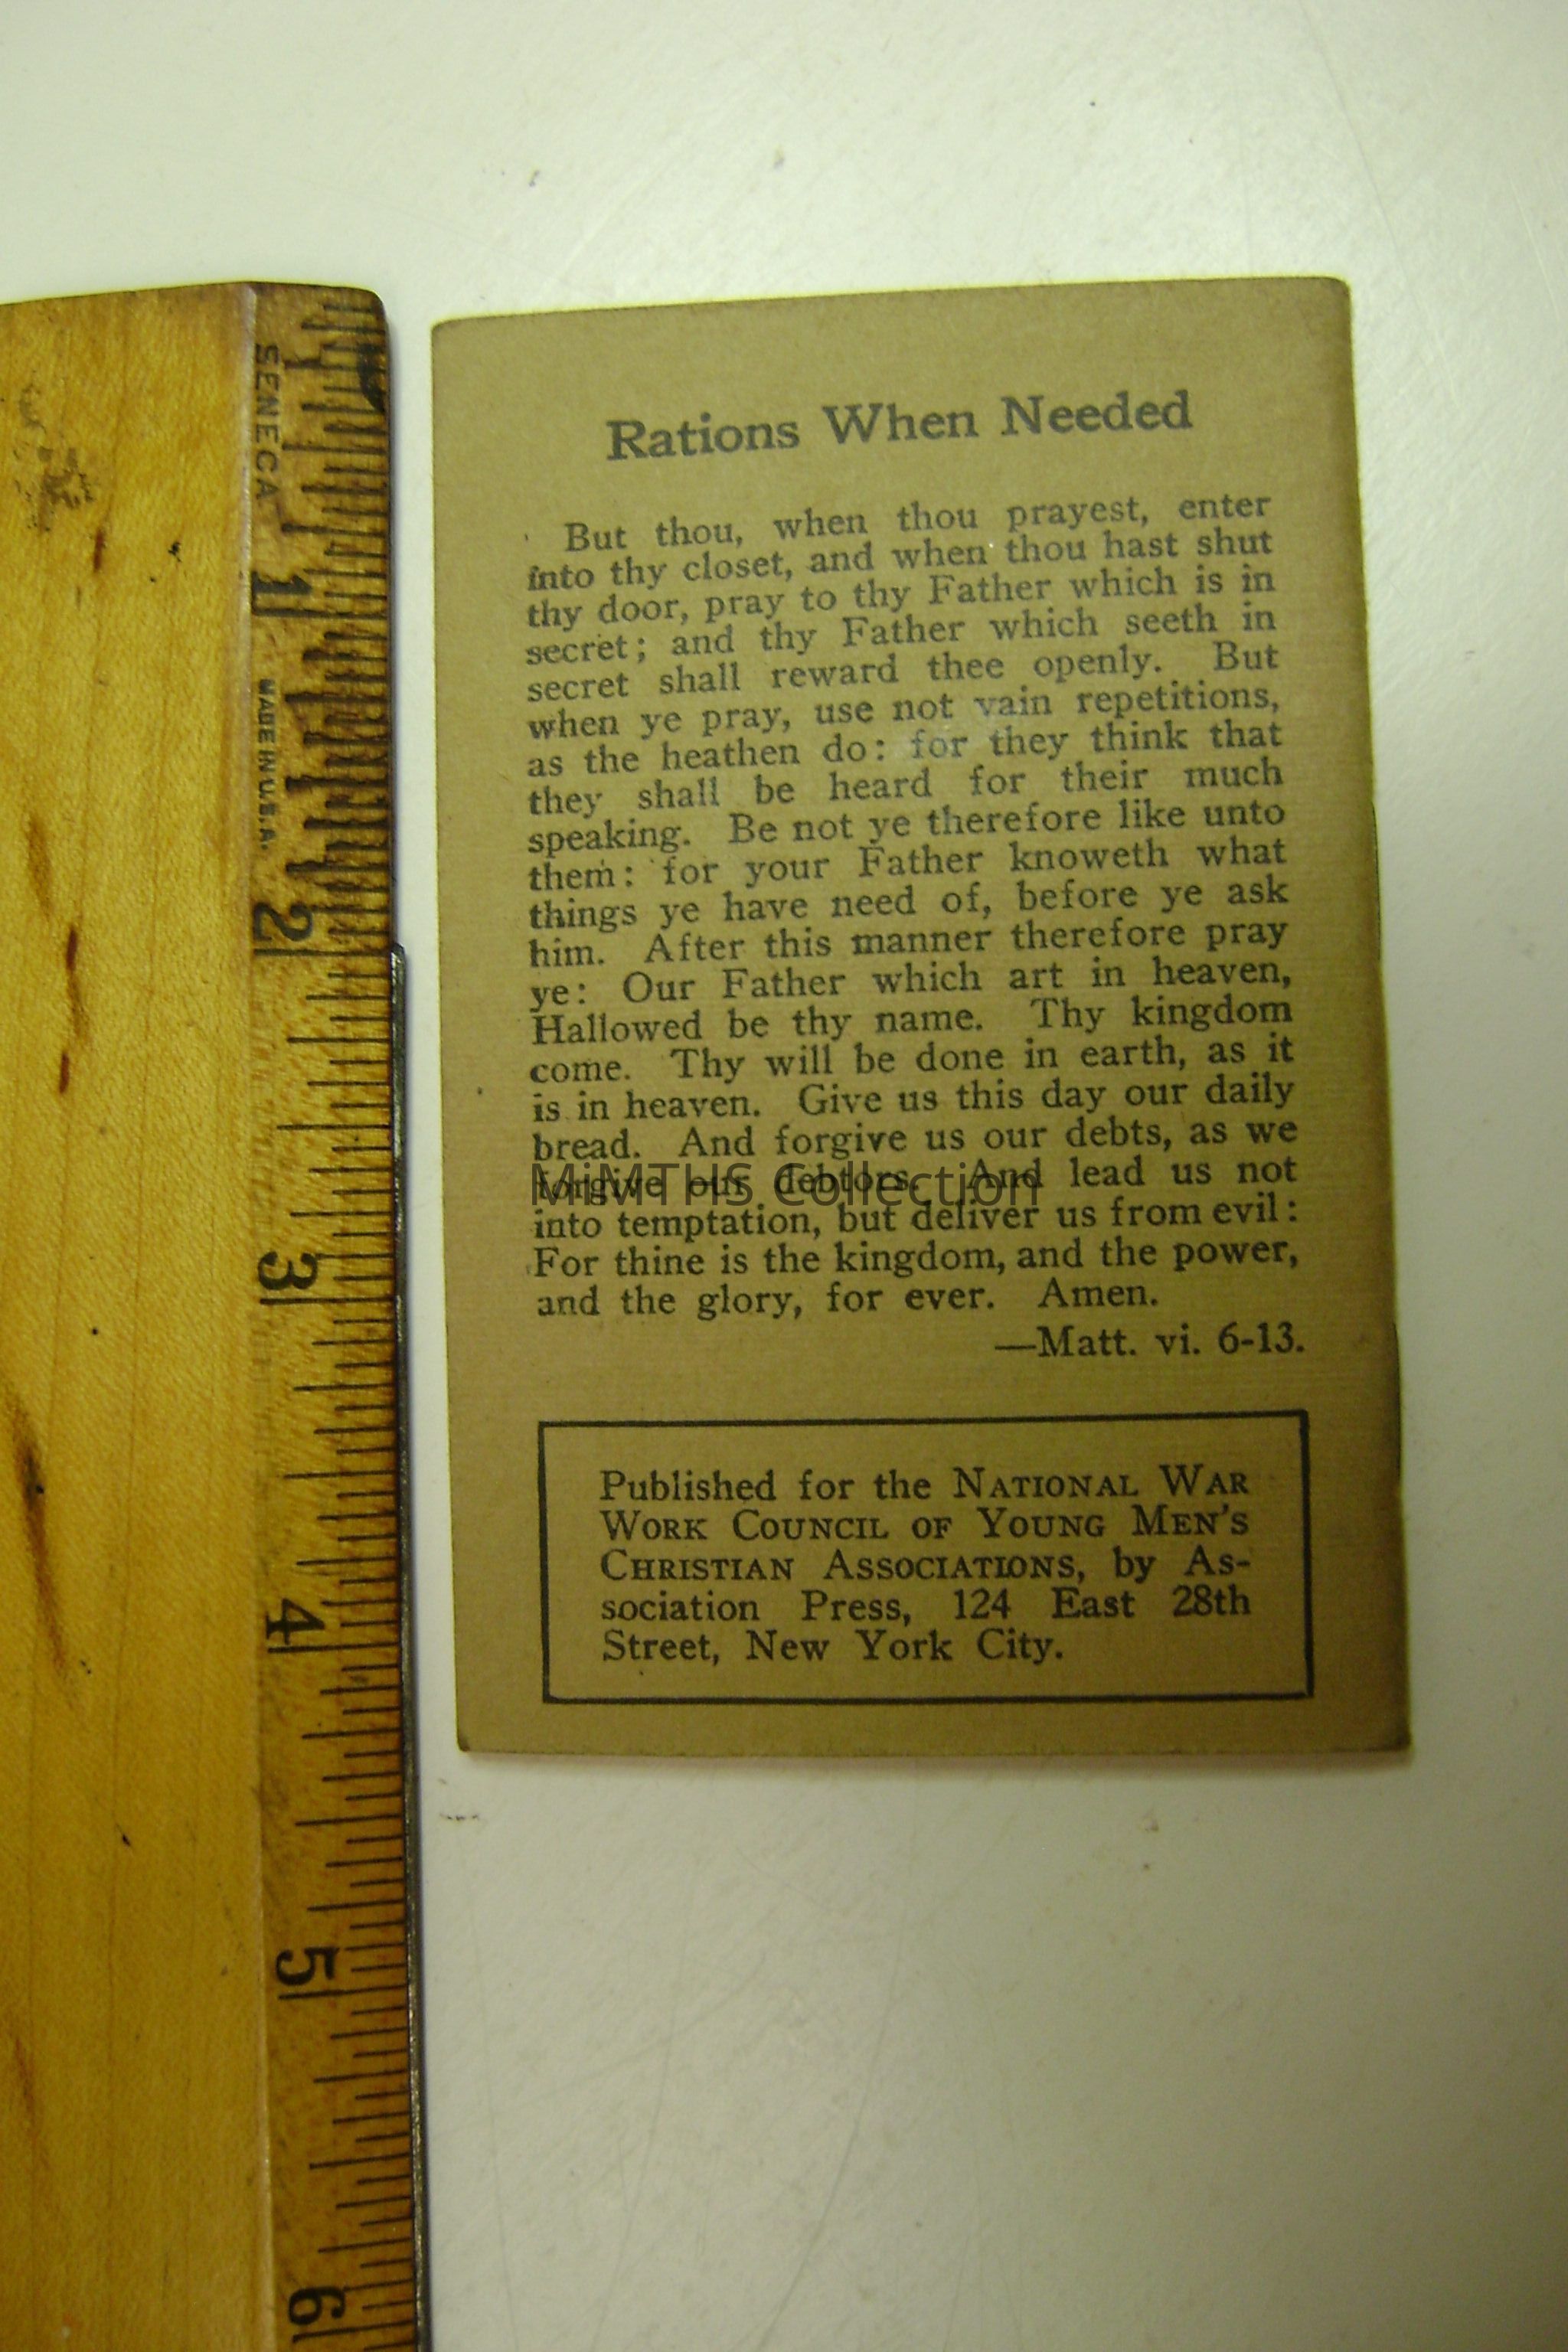 SENECA
MADE IN U.S.A.
1
2
3
4
5
6
Rations When Needed
But thou, when thou prayest, enter
into thy closet, and when thou hast shut
thy door, pray to thy Father which is in
secret; and thy Father which seeth in
secret shall reward thee openly. But
when ye pray, use not vain repetitions,
as the heathen do: for they think that
they shall be heard for their much
speaking. Be not ye therefore like unto
them: for your Father knoweth what
things ye have need of, before ye ask
him. After this manner therefore pray
ye: Our Father which art in heaven,
Hallowed be thy name. Thy kingdom
come. Thy will be done in earth, as it
is in heaven. Give us this day our daily
bread. And forgive us our debts, as we
forgive our debtors. And lead us not
MiMTHS Collection
into temptation, but deliver us from evil:
For thine is the kingdom, and the power,
and the glory, for ever. Amen.
—Matt. vi. 6-13.
Published for the NATIONAL WAR
WORK COUNCIL OF YOUNG MEN'S
CHRISTIAN ASSOCIATIONS, by As-
sociation Press, 124 East 28th
Street, New York City.